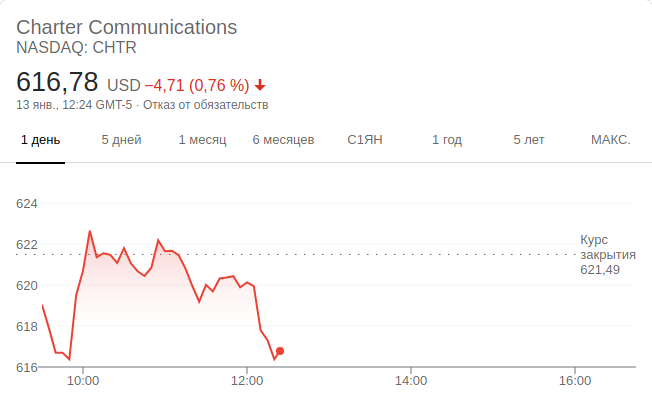 Charter Communications
NASDAQ: CHTR
616,78 USD −4,71 (0,76 %)
13 янв., 12:24 GMT-5 · Отказ от обязательств
1 день 5 дней 1 месяц 6 месяцев С1ЯН 1 год 5 лет МАКС.
624
622
620
618
616
Курс
закрытия
621,49
10:00 12:00 14:00 16:00